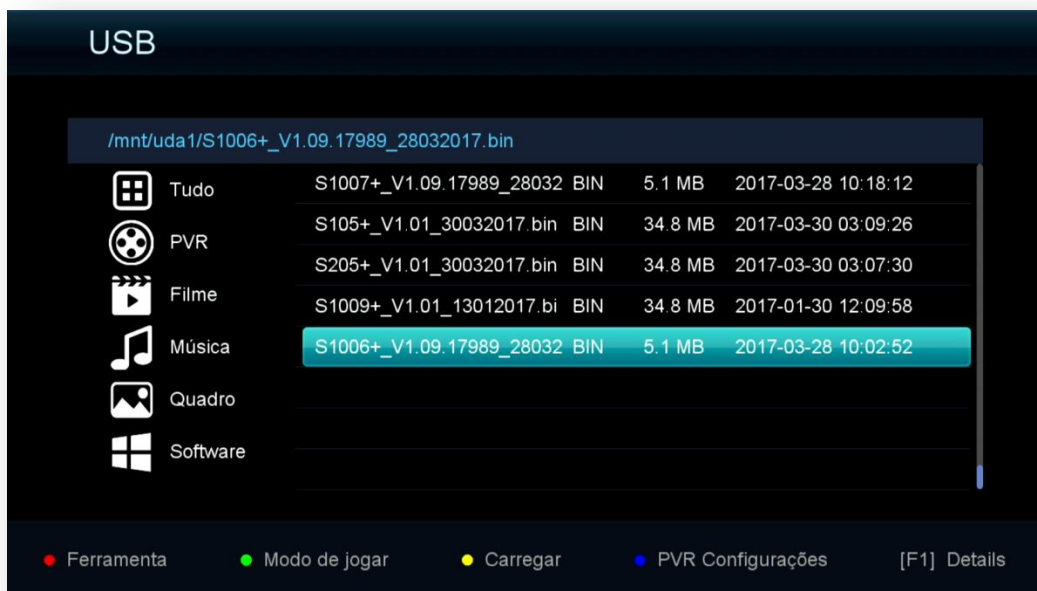 USB
/mnt/uda1/S1006+_V1.09.17989_28032017.bin
Tudo
PVR
Filme
Música
Quadro
Software
S1007+_V1.09.17989_28032 BIN 5.1 MB 2017-03-28 10:18:12
S105+_V1.01_30032017.bin BIN 34.8 MB 2017-03-30 03:09:26
S205+_V1.01_30032017.bin BIN 34.8 MB 2017-03-30 03:07:30
S1009+_V1.01_13012017.bi BIN 34.8 MB 2017-01-30 12:09:58
S1006+_V1.09.17989_28032 BIN 5.1 MB 2017-03-28 10:02:52
Ferramenta Modo de jogar Carregar PVR Configurações [F1] Details